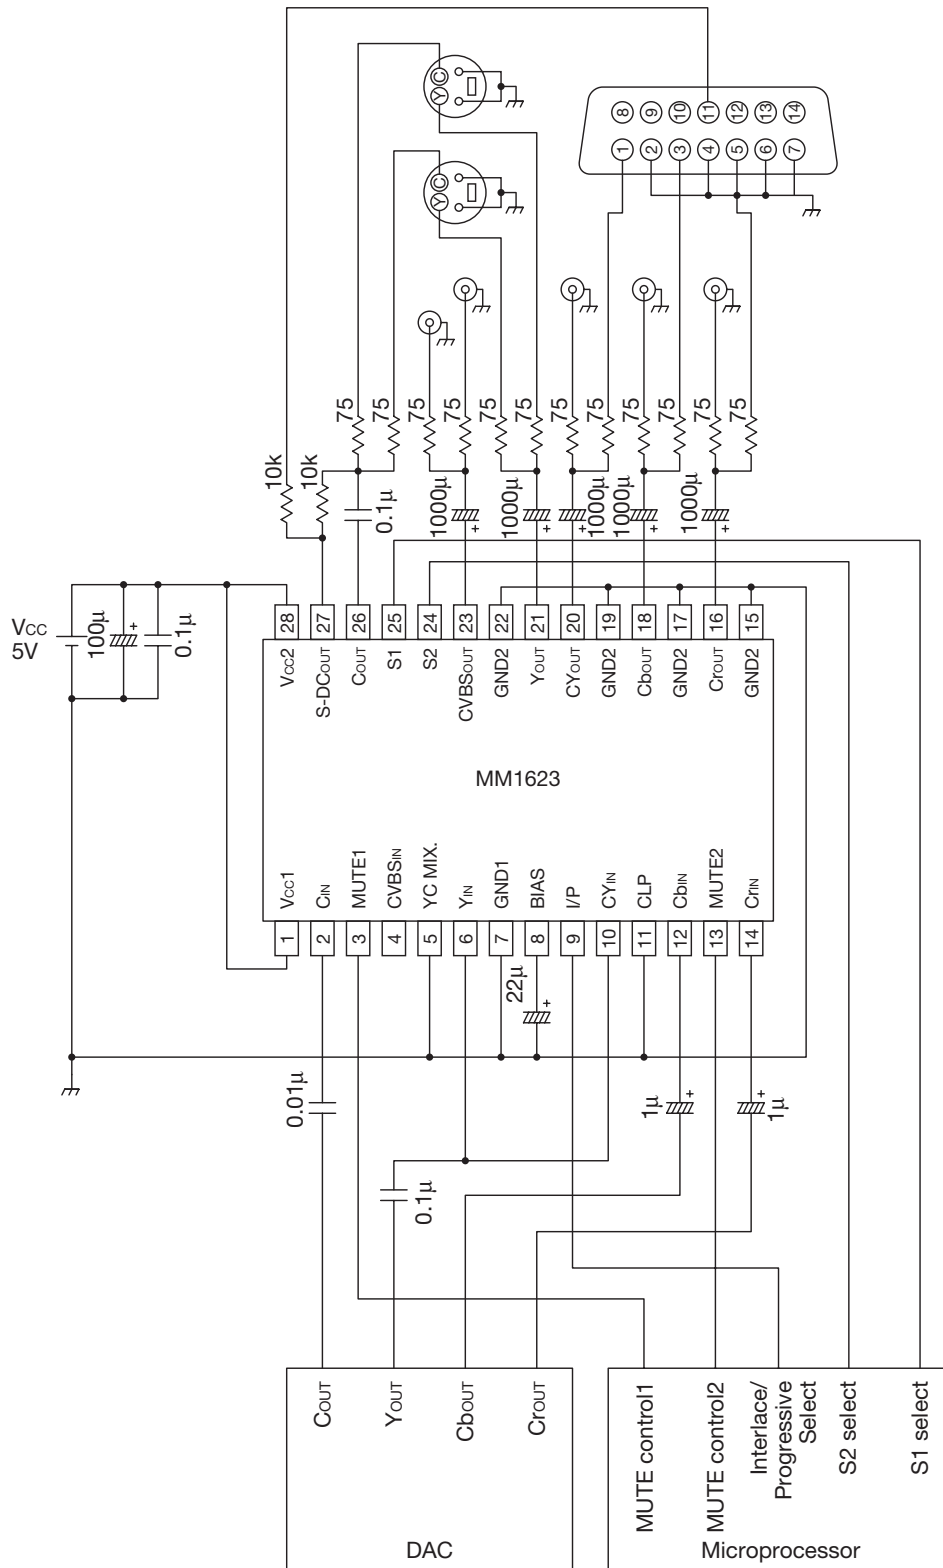 8
9
10
11
12
13
14
1
2
3
4
5
6
7
C
Y
C
Y
10k
10k
75
75
75
75
75
75
75
75
75
75
75
75
0.1μ
1000μ
1000μ
1000μ
1000μ
1000μ
+
+
+
+
+
VCC
5V
100μ
+
0.1μ
28
27
26
25
24
23
22
21
20
19
18
17
16
15
VCC2
S-DCOUT
COUT
S1
S2
CVBSOUT
GND2
YOUT
CYOUT
GND2
CbOUT
GND2
CrOUT
GND2
MM1623
VCC1
CIN
MUTE1
CVBSIN
YC MIX.
YIN
GND1
BIAS
I/P
CYIN
CLP
CbIN
MUTE2
CrIN
1
2
3
4
5
6
7
8
9
10
11
12
13
14
22μ
+
0.01μ
0.1μ
1μ
+
1μ
+
COUT
YOUT
CbOUT
CrOUT
DAC
MUTE control1
MUTE control2
Interlace/
Progressive
Select
S2 select
S1 select
Microprocessor